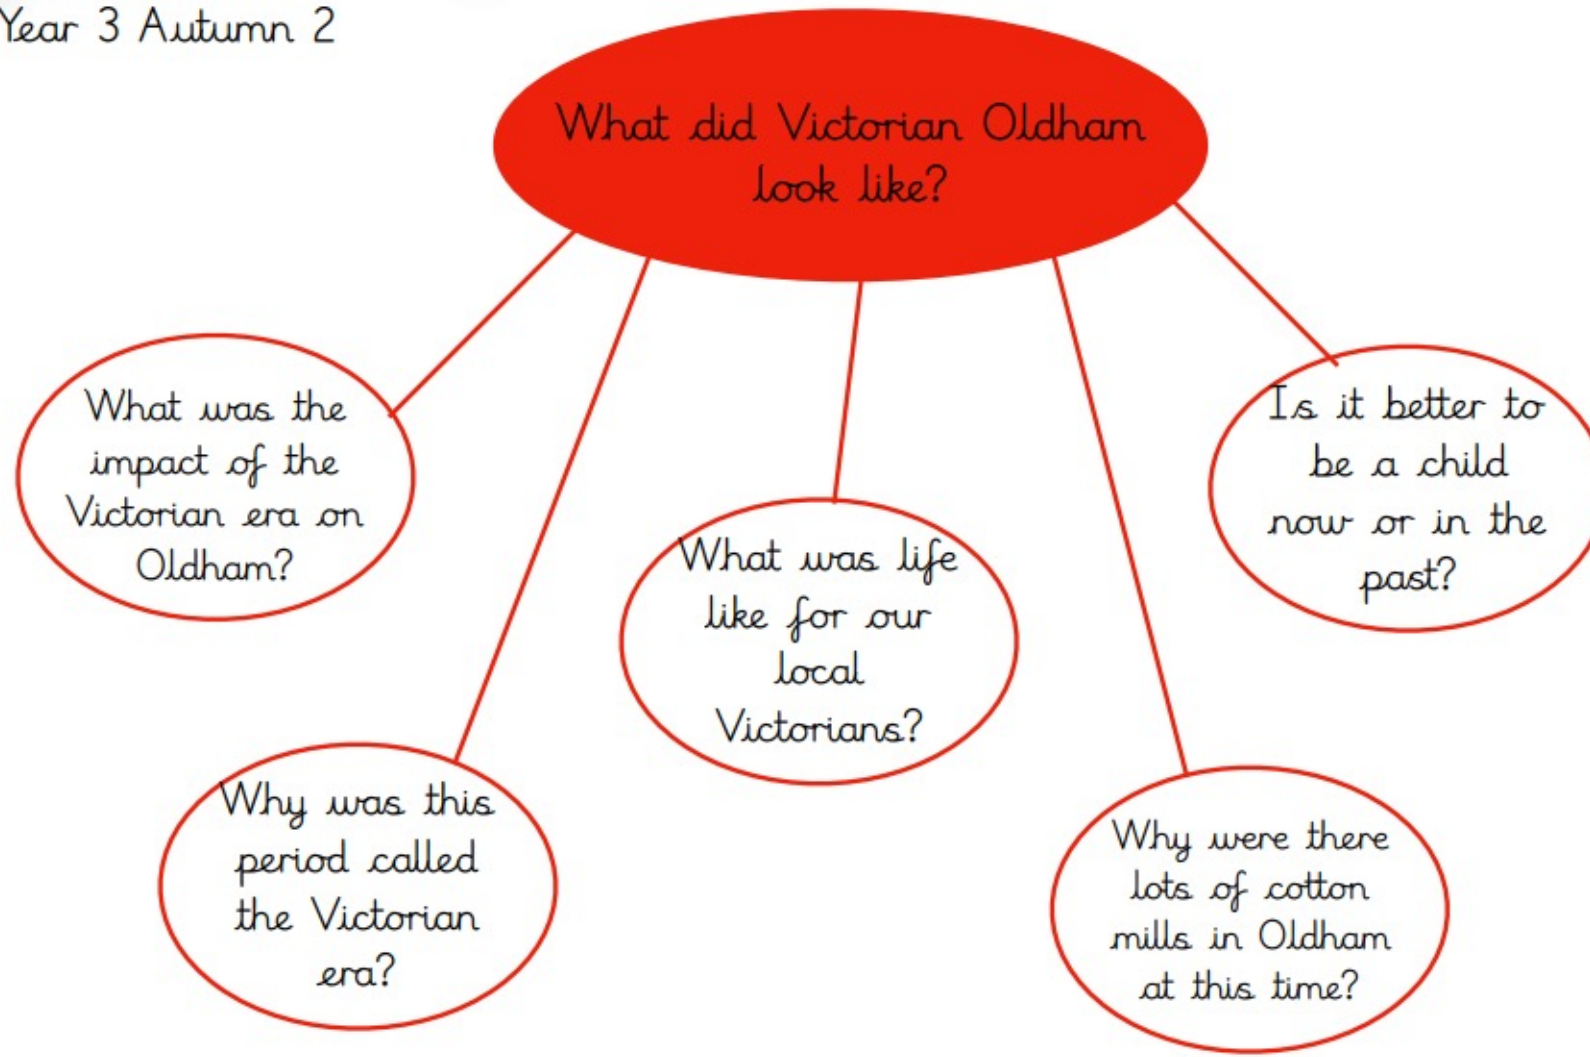 Year 3 Autumn 2
What did Victorian Oldham
look like?
What was the
impact of the
Victorian era on
Oldham?
Why was this
period called
the Victorian
era?
What was life
like for our
local
Victorians?
Why were there
lots of cotton
mills in Oldham
at this time?
Is it better to
be a child
now or in the
past?